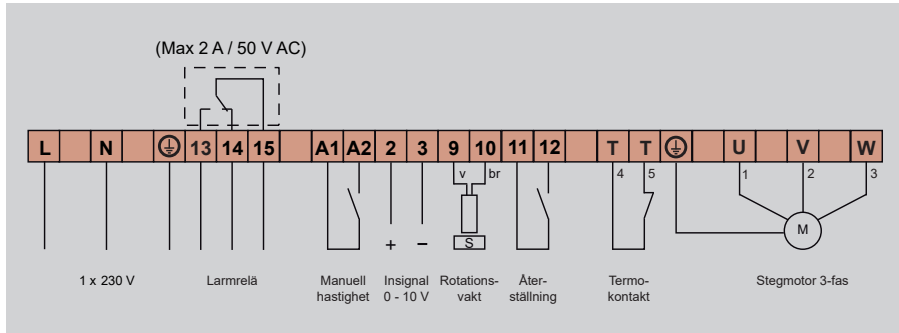 (Max 2 A / 50 V AC)
L N 13 14 15 A1 A2 2 3 9 10 11 12 T T U V W
v br 4 5 1 2 3
+ − S M
1 x 230 V Larmrelä Manuell Insignal Rotations- Åter- Termo- Stegmotor 3-fas
hastighet 0 - 10 V vakt ställning kontakt